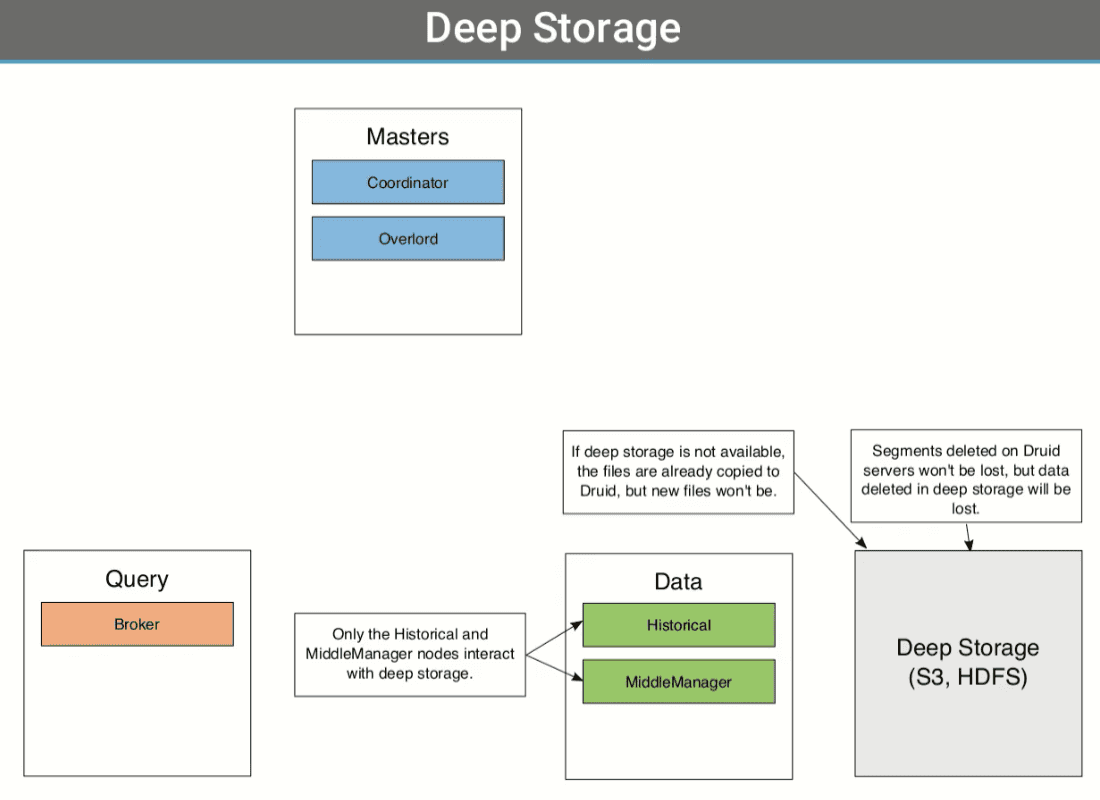 Deep Storage
Masters
Coordinator
Overlord
If deep storage is not available,
the files are already copied to
Druid, but new files won't be.
Segments deleted on Druid
servers won't be lost, but data
deleted in deep storage will be
lost.
Query
Broker
Only the Historical and
MiddleManager nodes interact
with deep storage.
Data
Historical
MiddleManager
Deep Storage
(S3, HDFS)